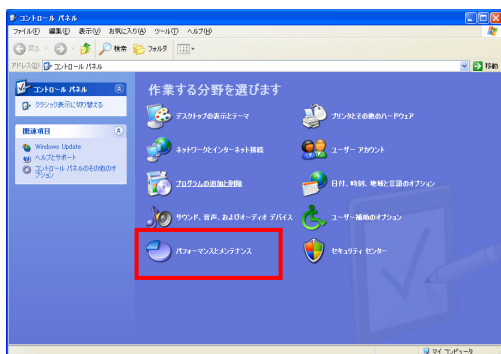 コントロール パネル
ファイル(F) 編集(E) 表示(V) お気に入り(A) ツール(T) ヘルプ(H)
戻る 検索 フォルダ
アドレス(D) コントロール パネル 移動
コントロール パネル
クラシック表示に切り替える
関連項目
Windows Update
ヘルプとサポート
コントロール パネルのその他のオプション
作業する分野を選びます
デスクトップの表示とテーマ
プリンタとその他のハードウェア
ネットワークとインターネット接続
ユーザー アカウント
プログラムの追加と削除
日付、時刻、地域と言語のオプション
サウンド、音声、およびオーディオ デバイス
ユーザー補助のオプション
パフォーマンスとメンテナンス
セキュリティ センター
マイ コンピュータ